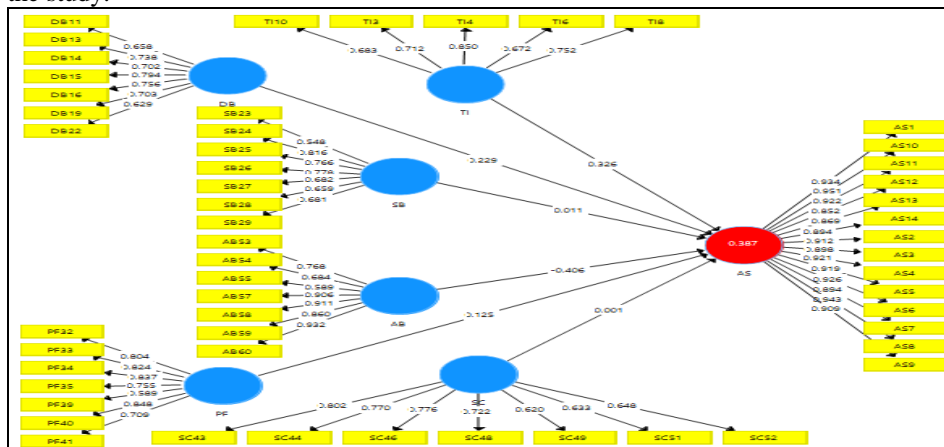 the study.
DB11
DB13
DB14
DB15
DB16
DB19
DB22
0.658
0.738
0.702
0.794
0.756
0.703
0.629
DB
TI10
TI3
TI4
TI6
TI8
0.683
0.712
0.850
0.672
0.752
TI
SB23
SB24
SB25
SB26
SB27
SB28
SB29
0.548
0.816
0.766
0.778
0.682
0.659
0.681
SB
AB53
AB54
AB55
AB57
AB58
AB59
AB60
0.768
0.684
0.589
0.906
0.911
0.860
0.932
AB
PF32
PF33
PF34
PF35
PF39
PF40
PF41
0.804
0.824
0.837
0.755
0.589
0.848
0.709
PF
SC
0.802
0.770
0.776
0.722
0.620
0.633
0.648
SC43
SC44
SC46
SC48
SC49
SC51
SC52
0.229
0.326
0.011
-0.406
0.125
0.001
0.387
AS
0.934
0.951
0.922
0.852
0.869
0.894
0.912
0.898
0.921
0.919
0.926
0.894
0.943
0.909
AS1
AS10
AS11
AS12
AS13
AS14
AS2
AS3
AS4
AS5
AS6
AS7
AS8
AS9